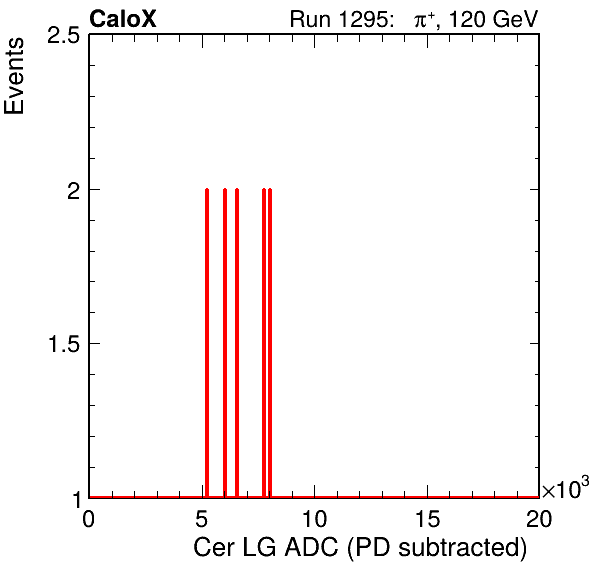 CaloX Run 1295: π⁺, 120 GeV
Events
2.5
2
1.5
1
0 5 10 15 20
×10³
Cer LG ADC (PD subtracted)